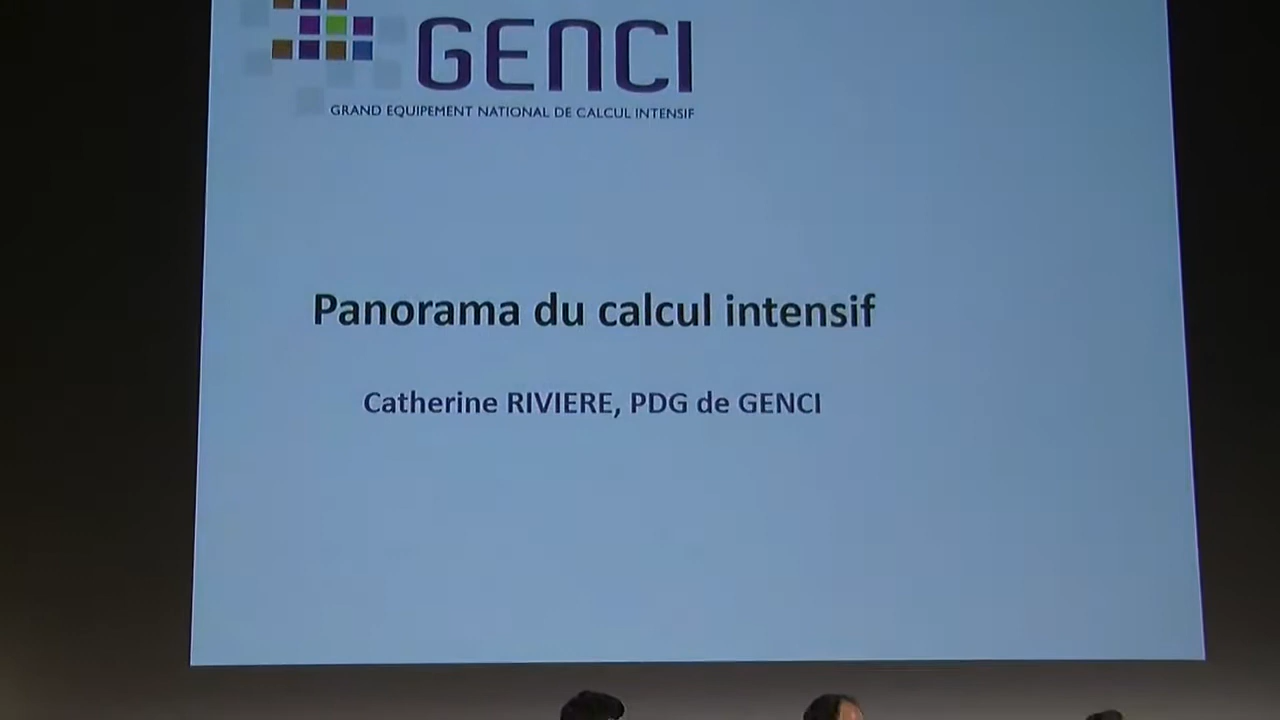 GENCI
GRAND EQUIPEMENT NATIONAL DE CALCUL INTENSIF
Panorama du calcul intensif
Catherine RIVIERE, PDG de GENCI